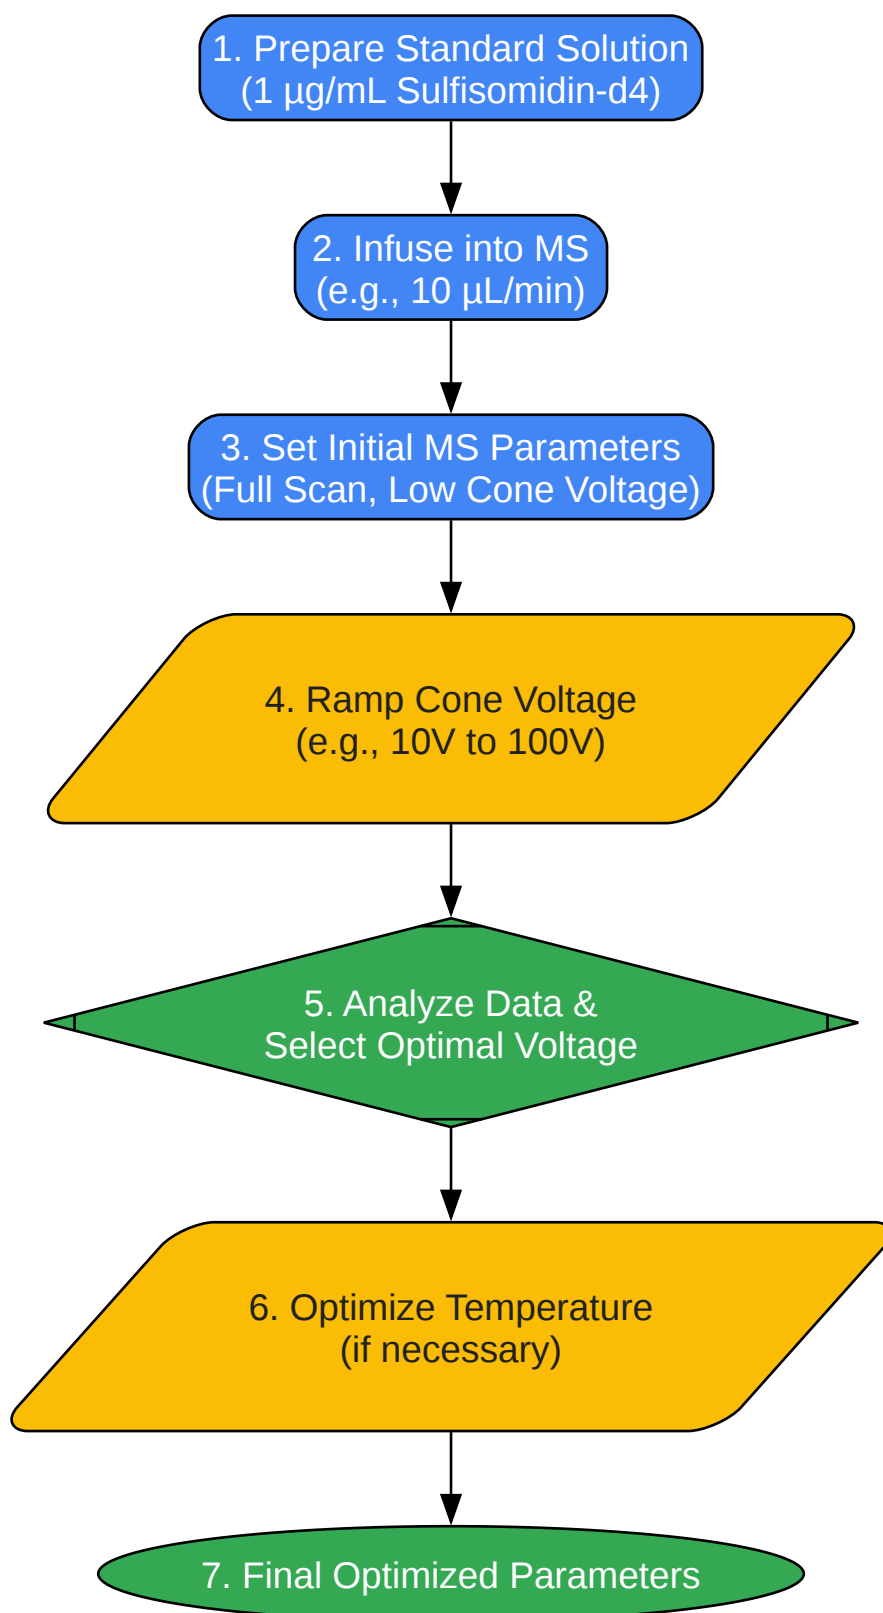 1. Prepare Standard Solution
(1 µg/mL Sulfisomidin-d4)
2. Infuse into MS
(e.g., 10 µL/min)
3. Set Initial MS Parameters
(Full Scan, Low Cone Voltage)
4. Ramp Cone Voltage
(e.g., 10V to 100V)
5. Analyze Data &
Select Optimal Voltage
6. Optimize Temperature
(if necessary)
7. Final Optimized Parameters